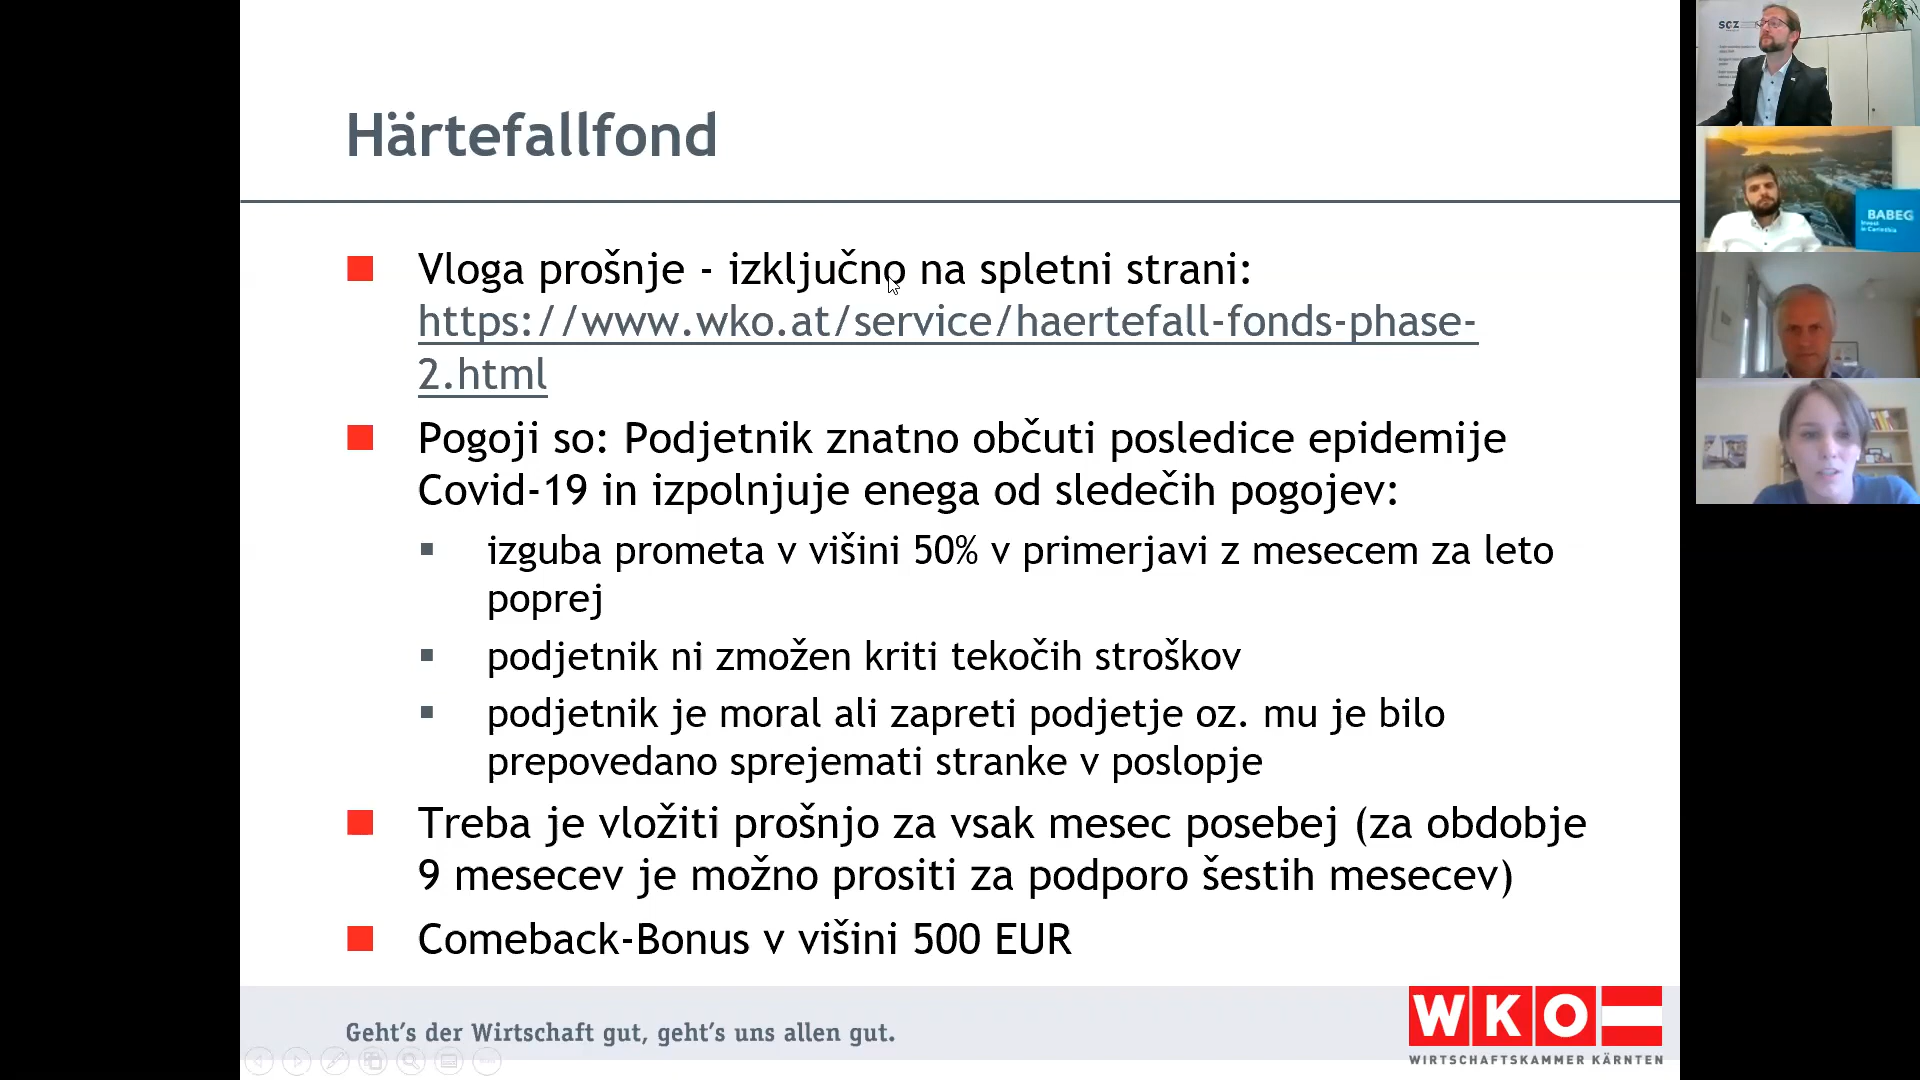 Härtefallfond
Vloga prošnje - izključno na spletni strani:
https://www.wko.at/service/haertefall-fonds-phase-
2.html
Pogoji so: Podjetnik znatno občuti posledice epidemije
Covid-19 in izpolnjuje enega od sledečih pogojev:
izguba prometa v višini 50% v primerjavi z mesecem za leto
poprej
podjetnik ni zmožen kriti tekočih stroškov
podjetnik je moral ali zapreti podjetje oz. mu je bilo
prepovedano sprejemati stranke v poslopje
Treba je vložiti prošnjo za vsak mesec posebej (za obdobje
9 mesecev je možno prositi za podporo šestih mesecev)
Comeback-Bonus v višini 500 EUR
Geht's der Wirtschaft gut, geht's uns allen gut.
WKO
WIRTSCHAFTSKAMMER KÄRNTEN
SGZ
BABEG
Invest
in Carinthia